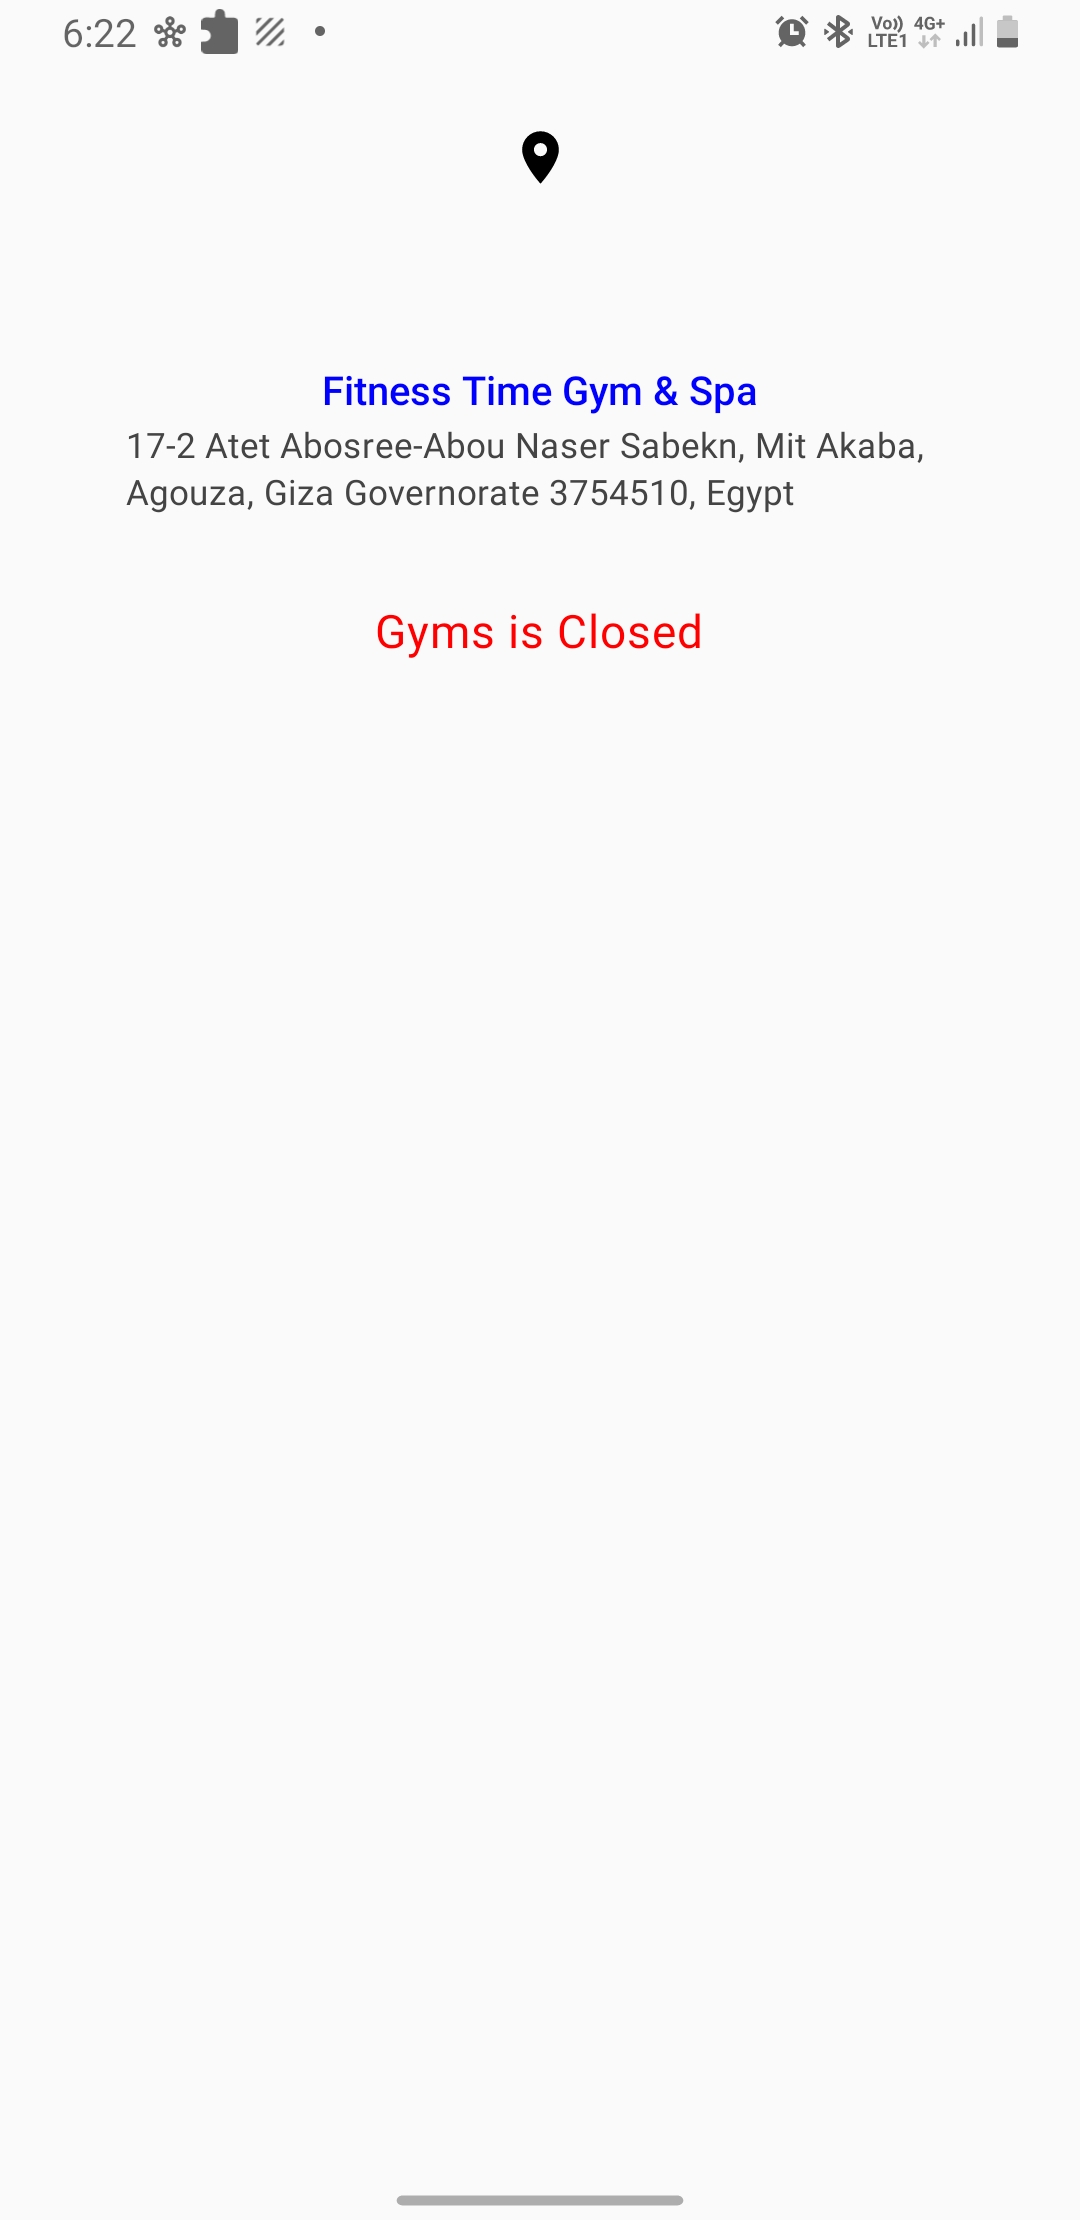 6:22
Vo)) 4G+
LTE1
Fitness Time Gym & Spa
17-2 Atet Abosree-Abou Naser Sabekn, Mit Akaba,
Agouza, Giza Governorate 3754510, Egypt
Gyms is Closed